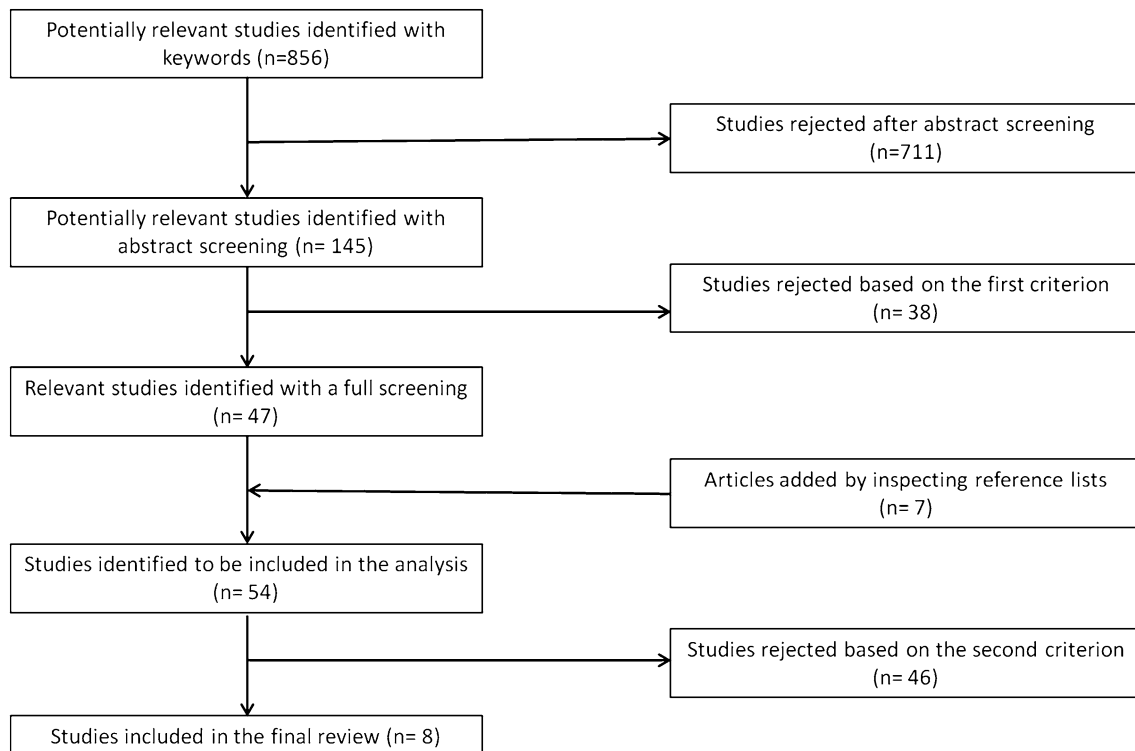 Potentially relevant studies identified with
keywords (n=856)
Studies rejected after abstract screening
(n=711)
Potentially relevant studies identified with
abstract screening (n= 145)
Studies rejected based on the first criterion
(n= 38)
Relevant studies identified with a full screening
(n= 47)
Articles added by inspecting reference lists
(n= 7)
Studies identified to be included in the analysis
(n= 54)
Studies rejected based on the second criterion
(n= 46)
Studies included in the final review (n= 8)